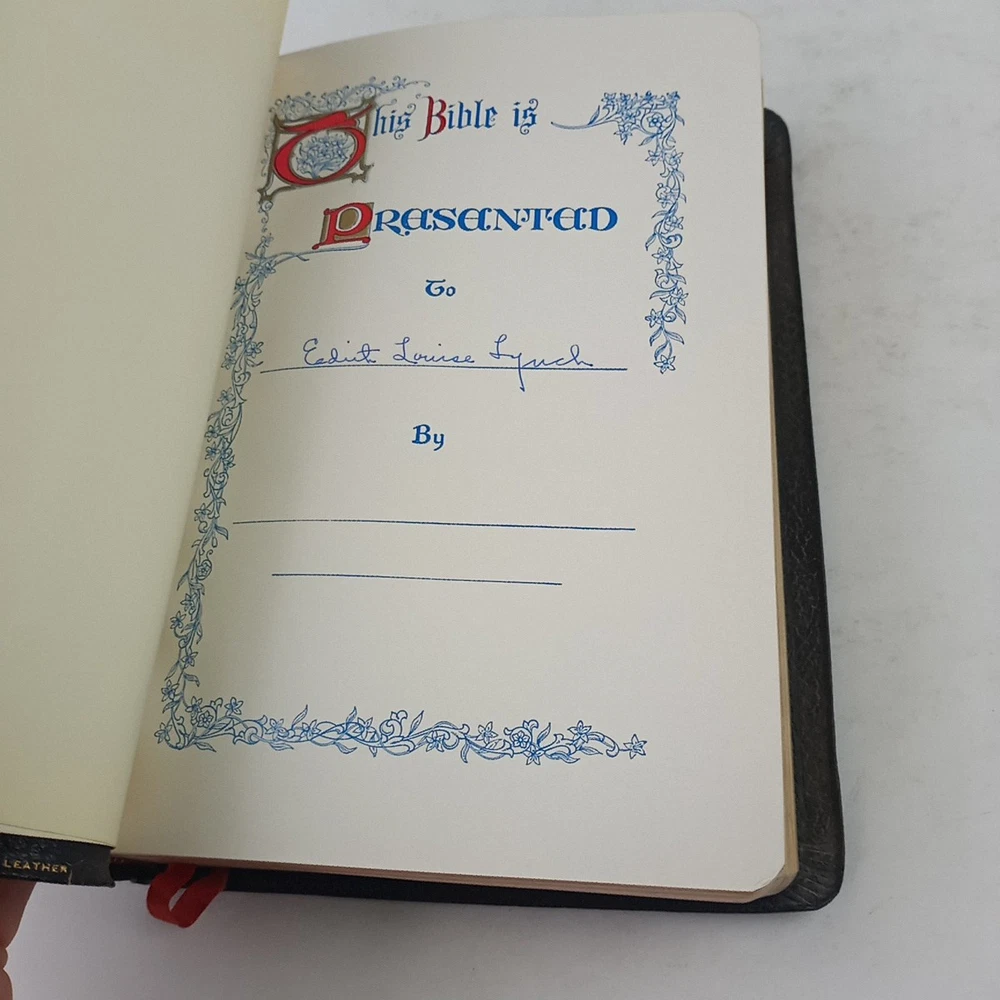 This Bible is
PRESENTED
To
Edith Louise Lynch
By
LEATHER